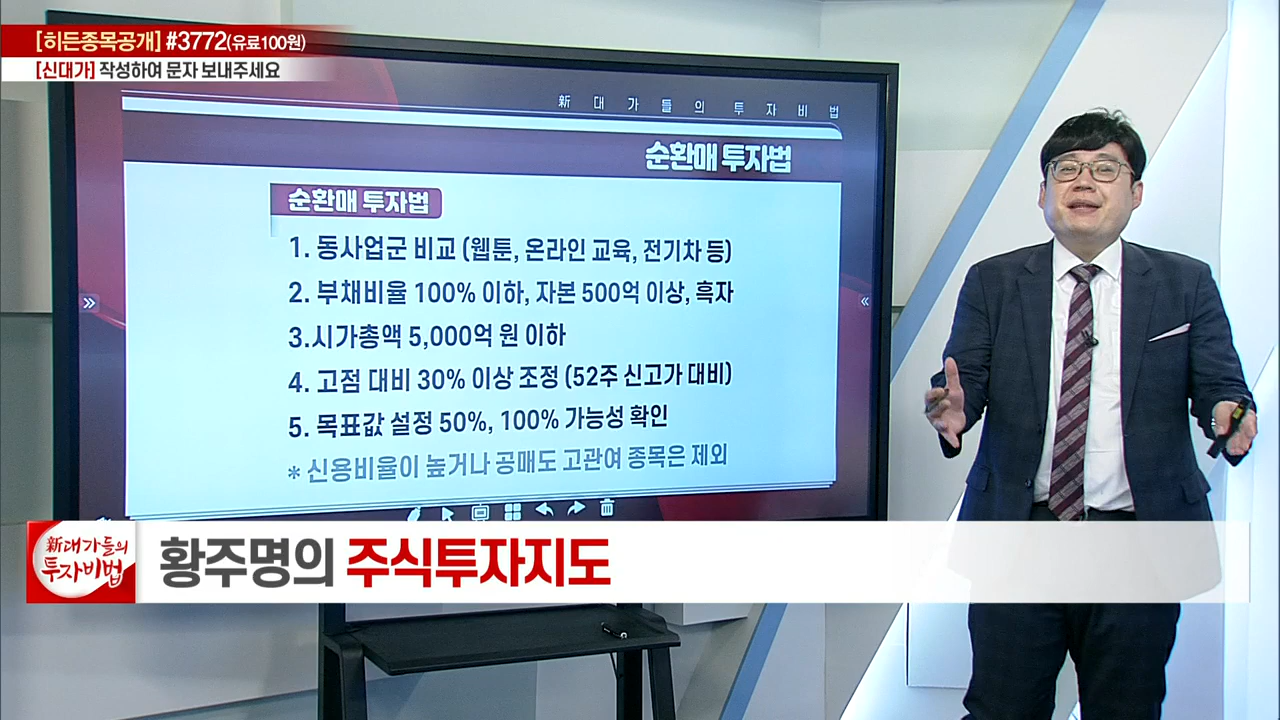 [히든종목공개] #3772(유료100원)
[신대가] 작성하여 문자 보내주세요
新 대 가 들 의 투 자 비 법
순환매 투자법
순환매 투자법
1. 동사업군 비교 (웹툰, 온라인 교육, 전기차 등)
2. 부채비율 100% 이하, 자본 500억 이상, 흑자
3.시가총액 5,000억 원 이하
4. 고점 대비 30% 이상 조정 (52주 신고가 대비)
5. 목표값 설정 50%, 100% 가능성 확인
* 신용비율이 높거나 공매도 고관여 종목은 제외
新대가들의
투자비법
황주명의 주식투자지도